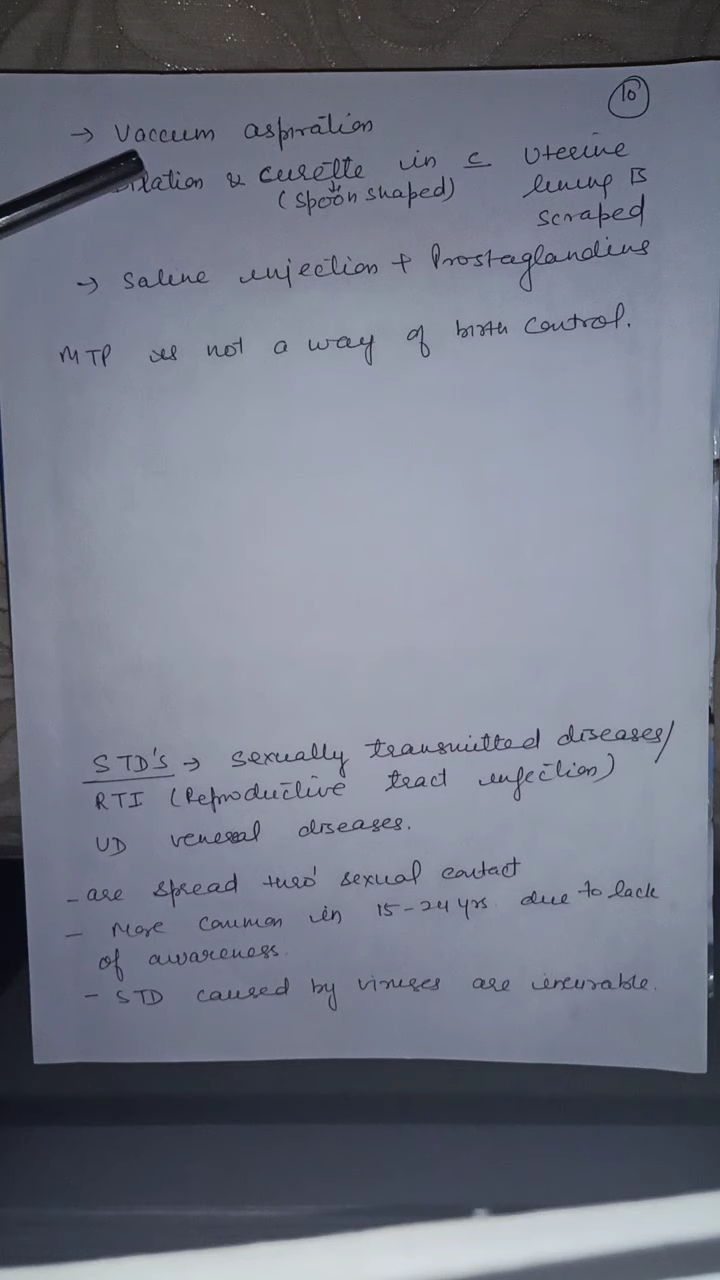 10
→ Vaccum aspiration
Dilation & curette in c̲ Uterine
(spoon shaped) lining is
scraped
→ Saline injection + Prostaglandins
MTP is not a way of birth control.
STD's → sexually transmitted diseases/
RTI (Reproductive tract infection)
VD veneral diseases.
- are spread thro' sexual contact
- More common in 15-24 yrs due to lack
of awareness.
- STD caused by viruses are incurable.